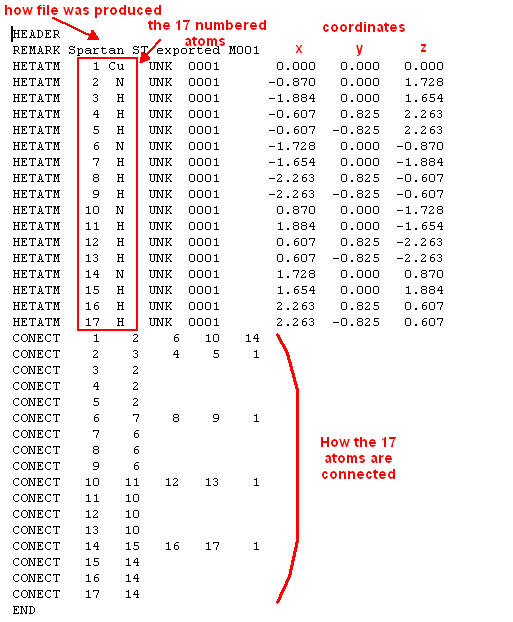 how file was produced
the 17 numbered
atoms
coordinates
x y z
HEADER
REMARK Spartan ST exported M001
HETATM 1 Cu UNK 0001 0.000 0.000 0.000
HETATM 2 N UNK 0001 -0.870 0.000 1.728
HETATM 3 H UNK 0001 -1.884 0.000 1.654
HETATM 4 H UNK 0001 -0.607 0.825 2.263
HETATM 5 H UNK 0001 -0.607 -0.825 2.263
HETATM 6 N UNK 0001 -1.728 0.000 -0.870
HETATM 7 H UNK 0001 -1.654 0.000 -1.884
HETATM 8 H UNK 0001 -2.263 0.825 -0.607
HETATM 9 H UNK 0001 -2.263 -0.825 -0.607
HETATM 10 N UNK 0001 0.870 0.000 -1.728
HETATM 11 H UNK 0001 1.884 0.000 -1.654
HETATM 12 H UNK 0001 0.607 0.825 -2.263
HETATM 13 H UNK 0001 0.607 -0.825 -2.263
HETATM 14 N UNK 0001 1.728 0.000 0.870
HETATM 15 H UNK 0001 1.654 0.000 1.884
HETATM 16 H UNK 0001 2.263 0.825 0.607
HETATM 17 H UNK 0001 2.263 -0.825 0.607
CONECT 1 2 6 10 14
CONECT 2 3 4 5 1
CONECT 3 2
CONECT 4 2
CONECT 5 2
CONECT 6 7 8 9 1
CONECT 7 6
CONECT 8 6
CONECT 9 6
CONECT 10 11 12 13 1
CONECT 11 10
CONECT 12 10
CONECT 13 10
CONECT 14 15 16 17 1
CONECT 15 14
CONECT 16 14
CONECT 17 14
END
How the 17
atoms are
connected